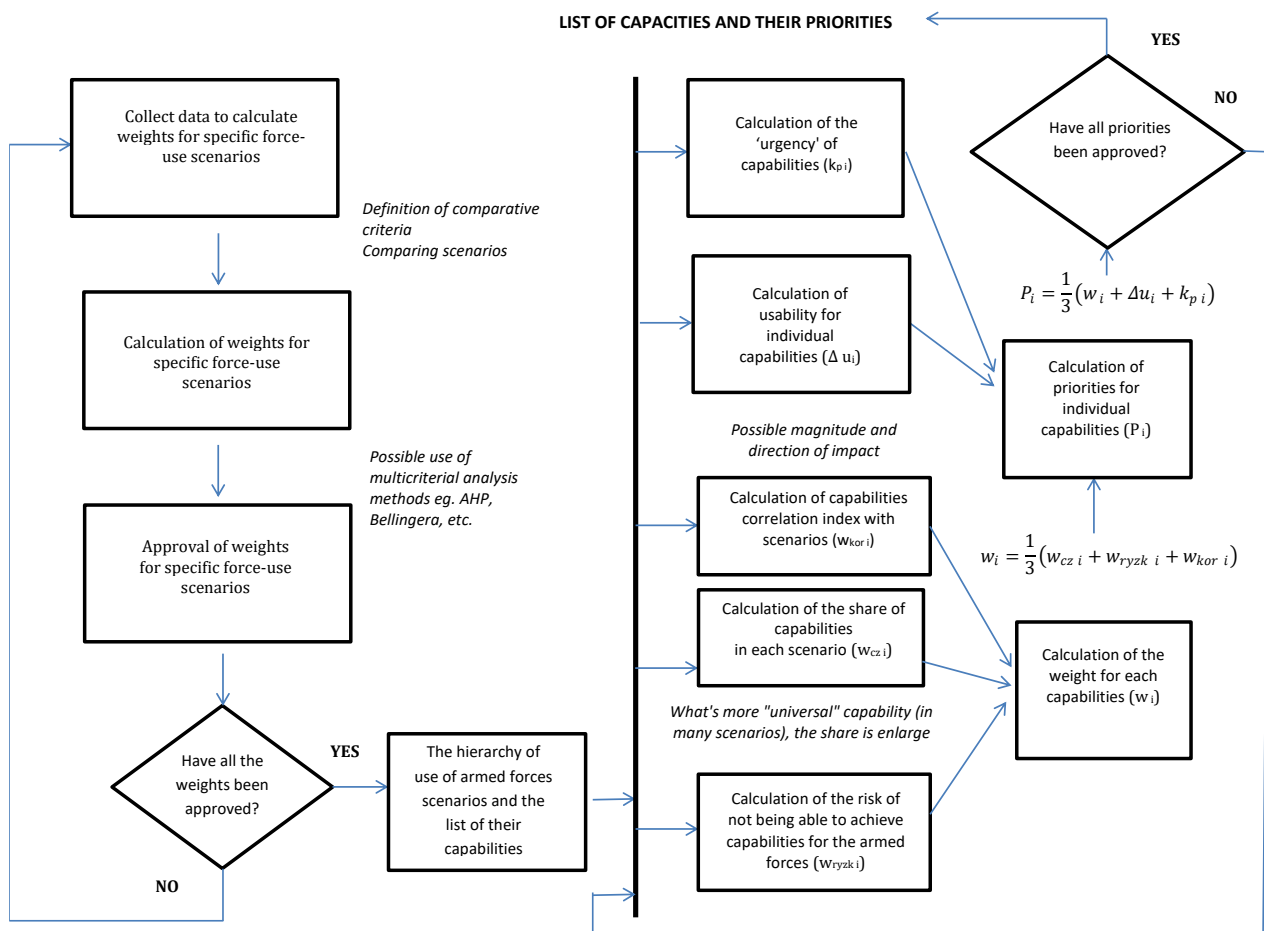 LIST OF CAPACITIES AND THEIR PRIORITIES
Collect data to calculate
weights for specific force-
use scenarios
Definition of comparative
criteria
Comparing scenarios
Calculation of weights for
specific force-use
scenarios
Possible use of
multicriterial analysis
methods eg. AHP,
Bellingera, etc.
Approval of weights
for specific force-use
scenarios
Have all the
weights been
approved?
YES
NO
The hierarchy of
use of armed forces
scenarios and the
list of their
capabilities
Calculation of the
‘urgency' of
capabilities (kp i)
Calculation of
usability for
individual
capabilities (Δ ui)
Possible magnitude and
direction of impact
Calculation of capabilities
correlation index with
scenarios (wkor i)
Calculation of the share of
capabilities
in each scenario (wcz i)
What's more "universal" capability (in
many scenarios), the share is enlarge
Calculation of the risk of
not being able to achieve
capabilities for the armed
forces (wryzk i)
YES
NO
Have all priorities
been approved?
P_i = 1/3 (w_i + Δu_i + k_p i)
Calculation of
priorities for
individual
capabilities (P i)
w_i = 1/3 (w_cz i + w_ryzk i + w_kor i)
Calculation of the
weight for each
capabilities (w i)